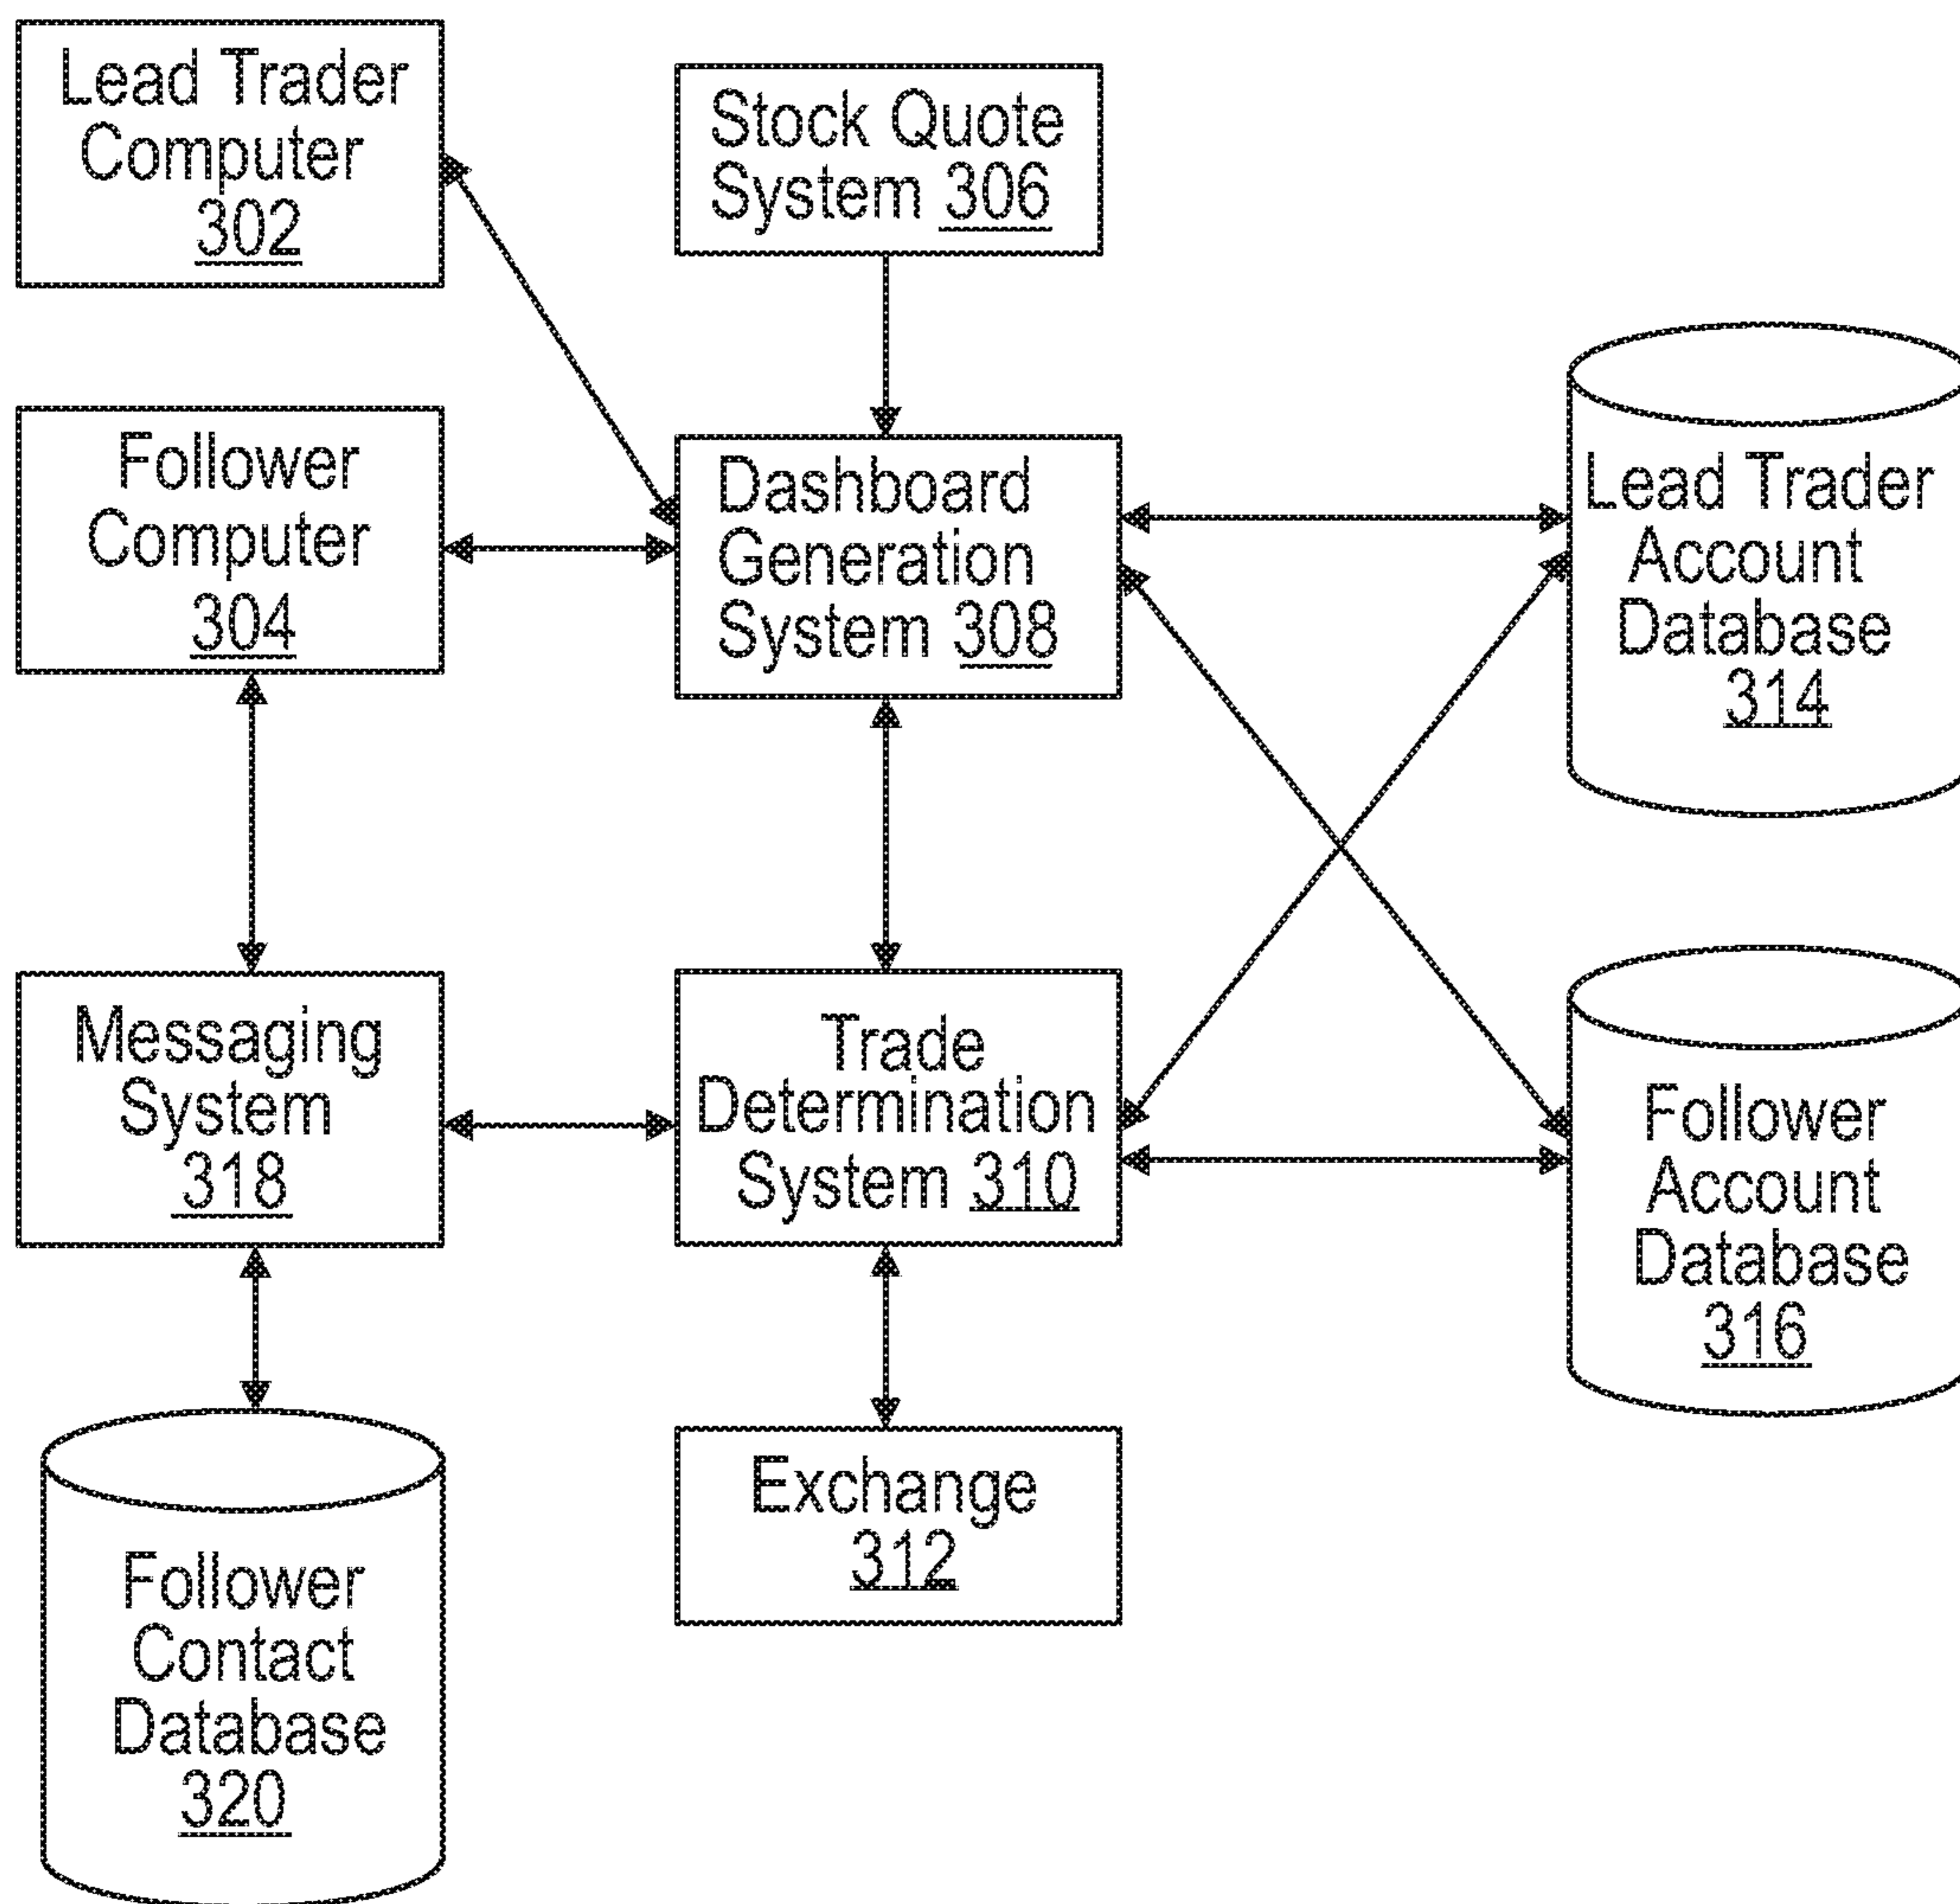 Lead Trader
Computer
302
Stock Quote
System 306
Follower
Computer
304
Dashboard
Generation
System 308
Lead Trader
Account
Database
314
Messaging
System
318
Trade
Determination
System 310
Follower
Account
Database
316
Exchange
312
Follower
Contact
Database
320